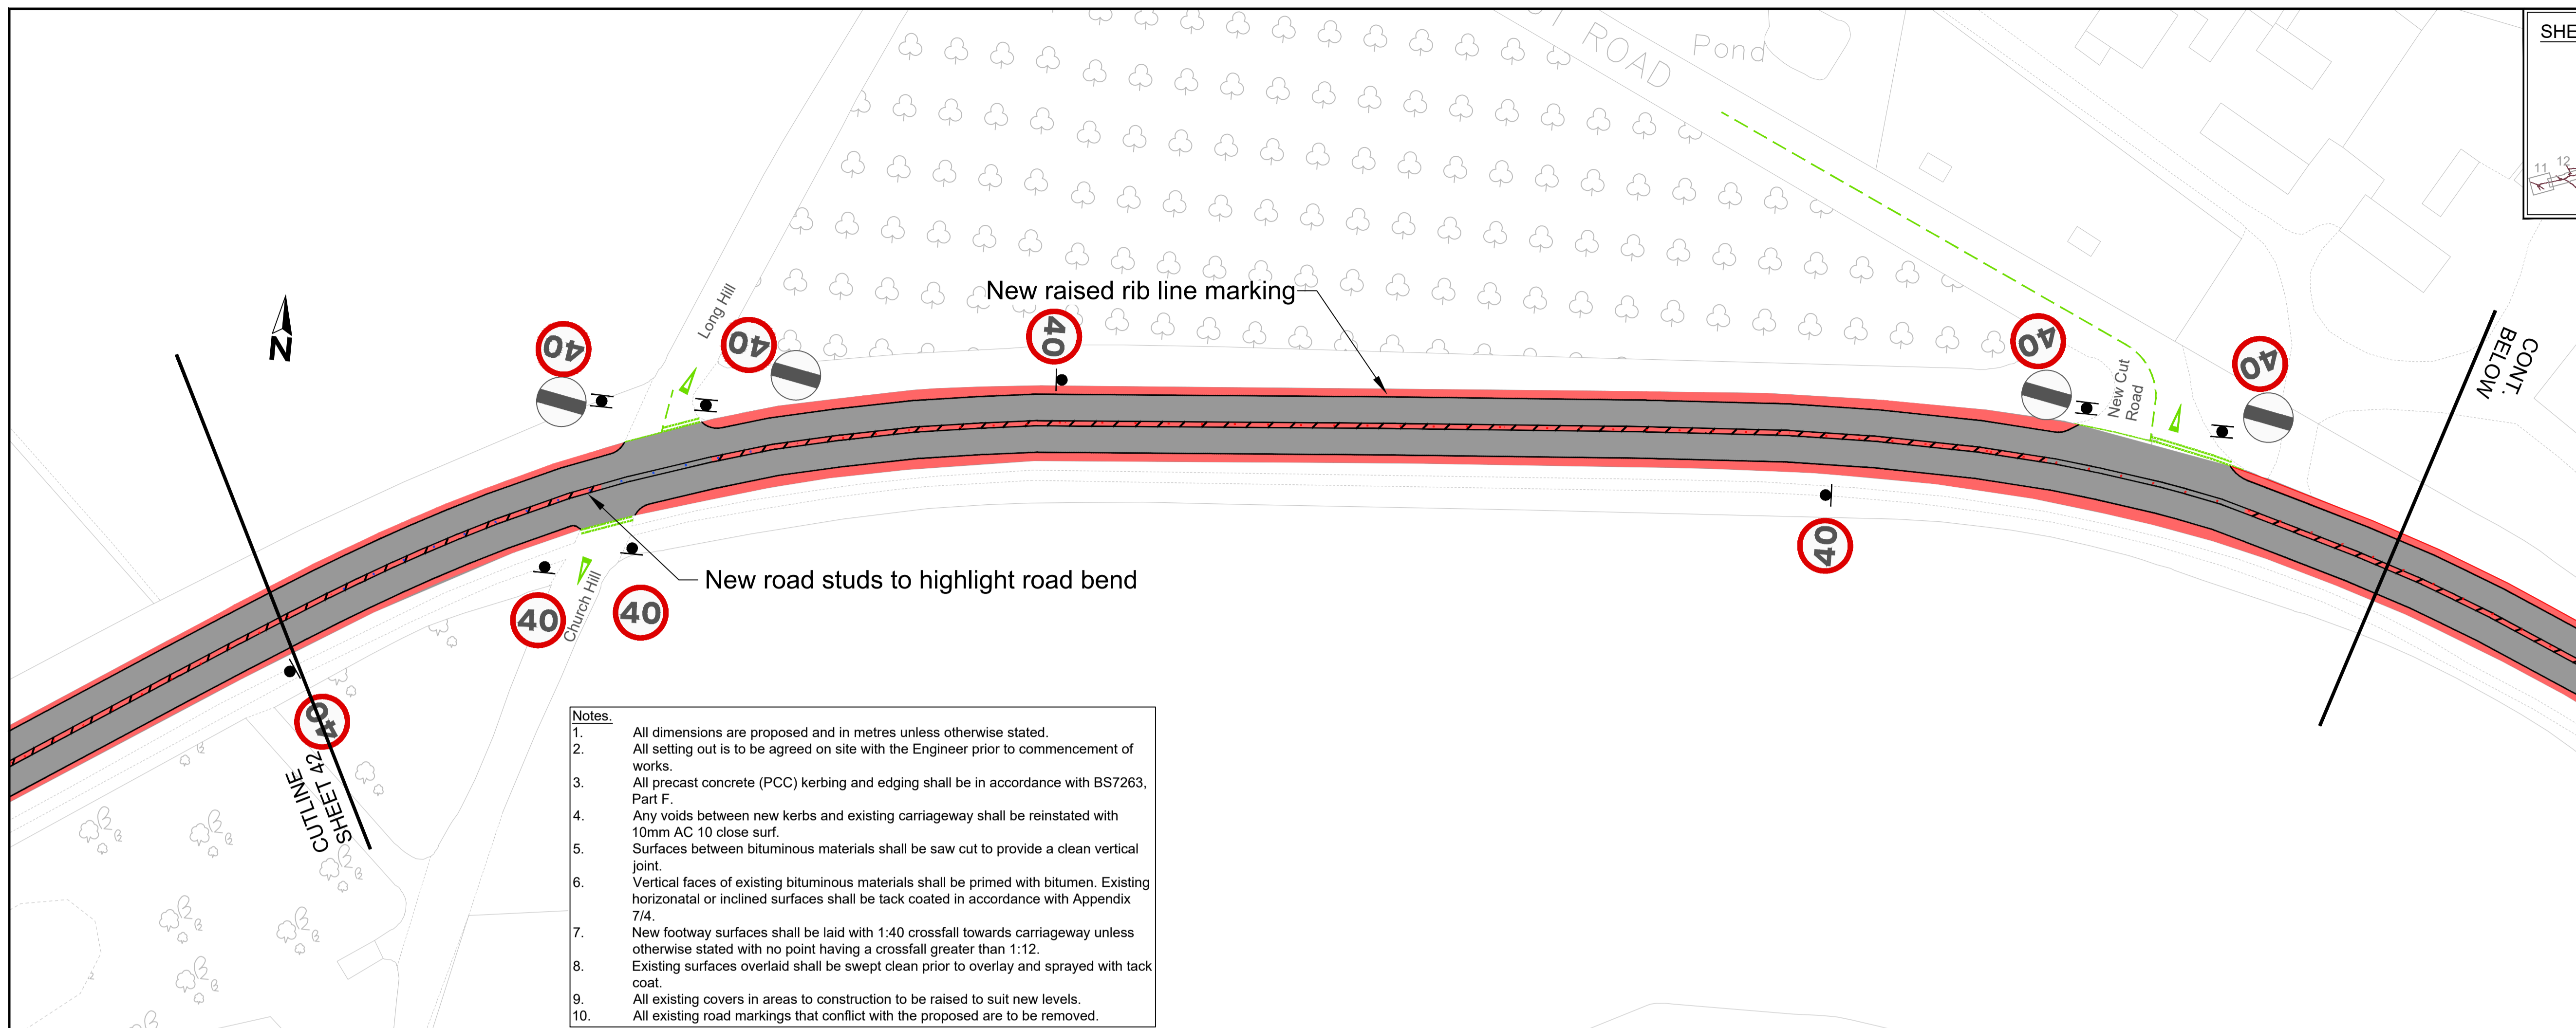 ROAD
Pond
SHE
11 12
Long Hill
New raised rib line marking
40
40
40
40
40
New Cut
Road
CONT.
BELOW
New road studs to highlight road bend
Church Hill
40
40
40
40
CUTLINE
SHEET 42
N
Notes.
1. All dimensions are proposed and in metres unless otherwise stated.
2. All setting out is to be agreed on site with the Engineer prior to commencement of
works.
3. All precast concrete (PCC) kerbing and edging shall be in accordance with BS7263,
Part F.
4. Any voids between new kerbs and existing carriageway shall be reinstated with
10mm AC 10 close surf.
5. Surfaces between bituminous materials shall be saw cut to provide a clean vertical
joint.
6. Vertical faces of existing bituminous materials shall be primed with bitumen. Existing
horizonatal or inclined surfaces shall be tack coated in accordance with Appendix
7/4.
7. New footway surfaces shall be laid with 1:40 crossfall towards carriageway unless
otherwise stated with no point having a crossfall greater than 1:12.
8. Existing surfaces overlaid shall be swept clean prior to overlay and sprayed with tack
coat.
9. All existing covers in areas to construction to be raised to suit new levels.
10. All existing road markings that conflict with the proposed are to be removed.